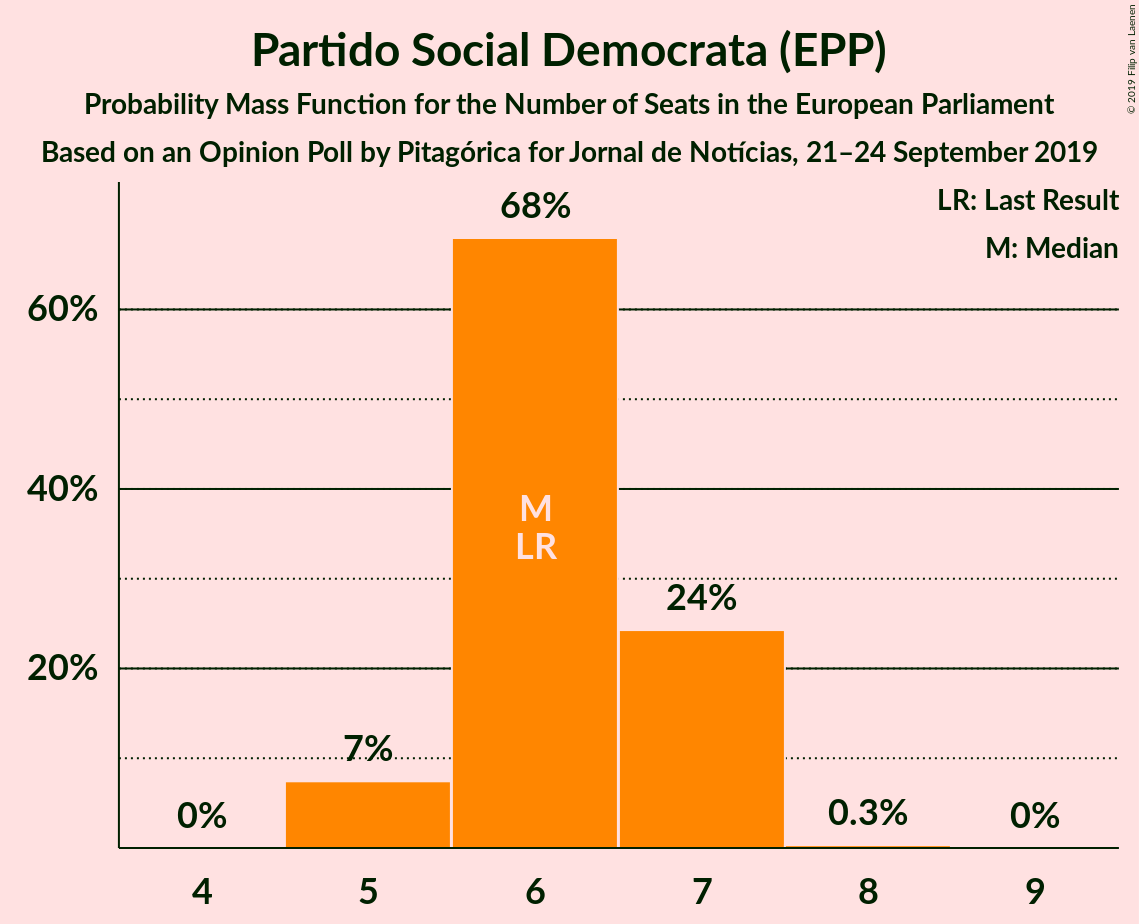 Partido Social Democrata (EPP)
Probability Mass Function for the Number of Seats in the European Parliament
Based on an Opinion Poll by Pitagórica for Jornal de Notícias, 21–24 September 2019
© 2019 Filip van Laenen
LR: Last Result
M: Median
60%
40%
20%
0%
7%
68%
24%
0.3%
0%
M
LR
4
5
6
7
8
9